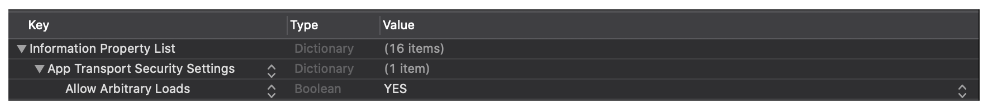 Key Type Value
Information Property List Dictionary (16 items)
App Transport Security Settings Dictionary (1 item)
Allow Arbitrary Loads Boolean YES